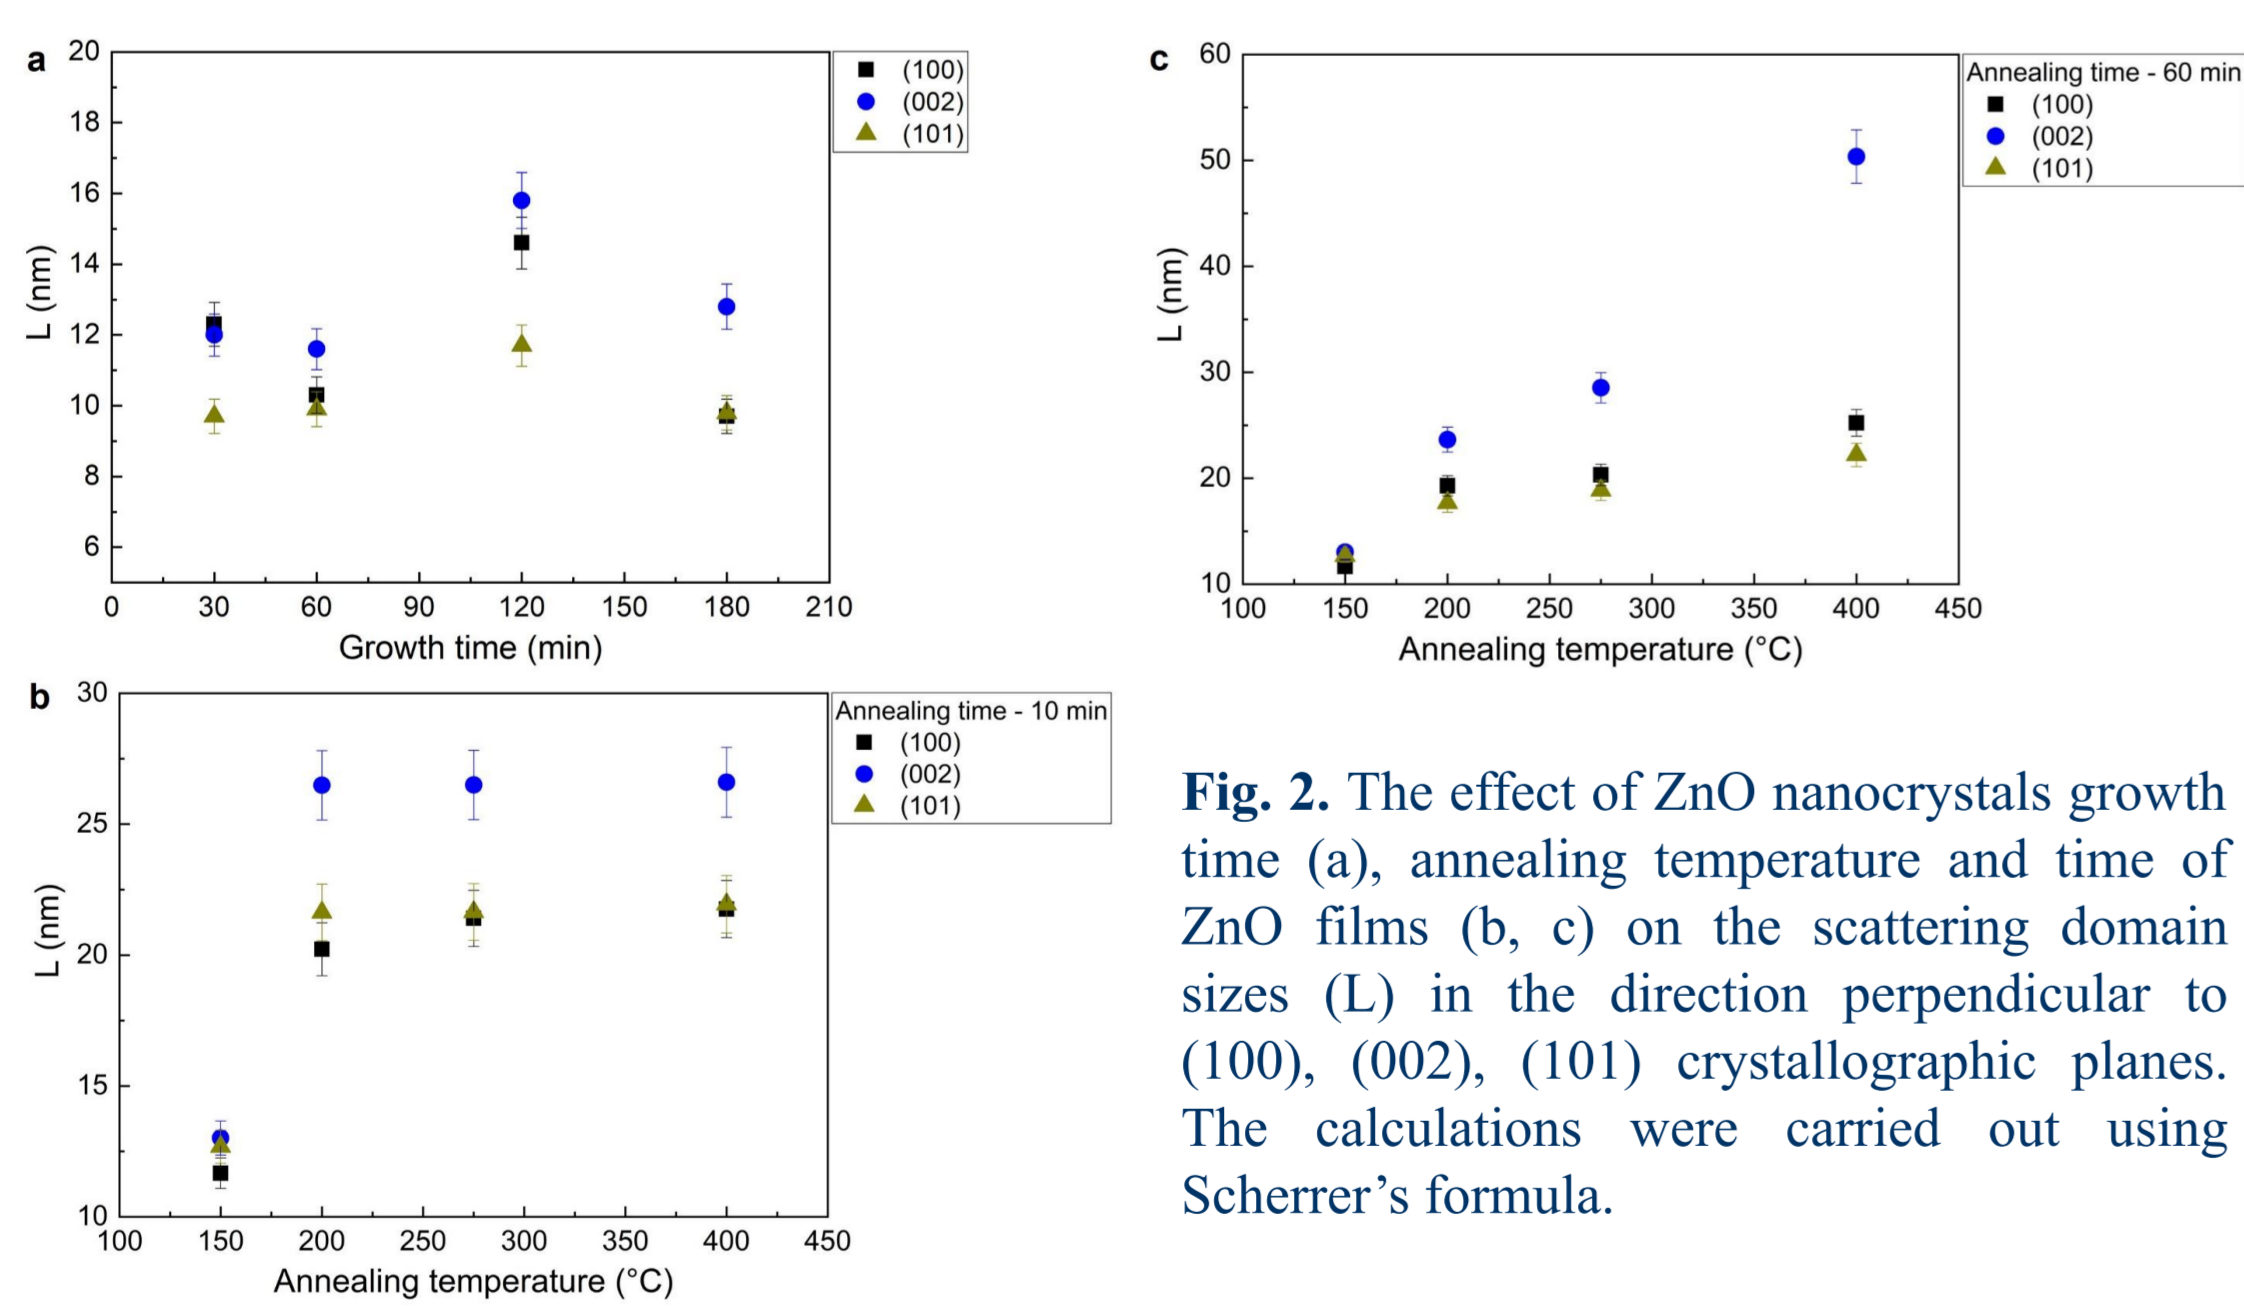 a
20
18
16
14
12
10
8
6
L (nm)
0 30 60 90 120 150 180 210
Growth time (min)
(100)
(002)
(101)
b
30
25
20
15
10
L (nm)
100 150 200 250 300 350 400 450
Annealing temperature (°C)
Annealing time - 10 min
(100)
(002)
(101)
c
60
50
40
30
20
10
L (nm)
100 150 200 250 300 350 400 450
Annealing temperature (°C)
Annealing time - 60 min
(100)
(002)
(101)
Fig. 2. The effect of ZnO nanocrystals growth
time (a), annealing temperature and time of
ZnO films (b, c) on the scattering domain
sizes (L) in the direction perpendicular to
(100), (002), (101) crystallographic planes.
The calculations were carried out using
Scherrer’s formula.